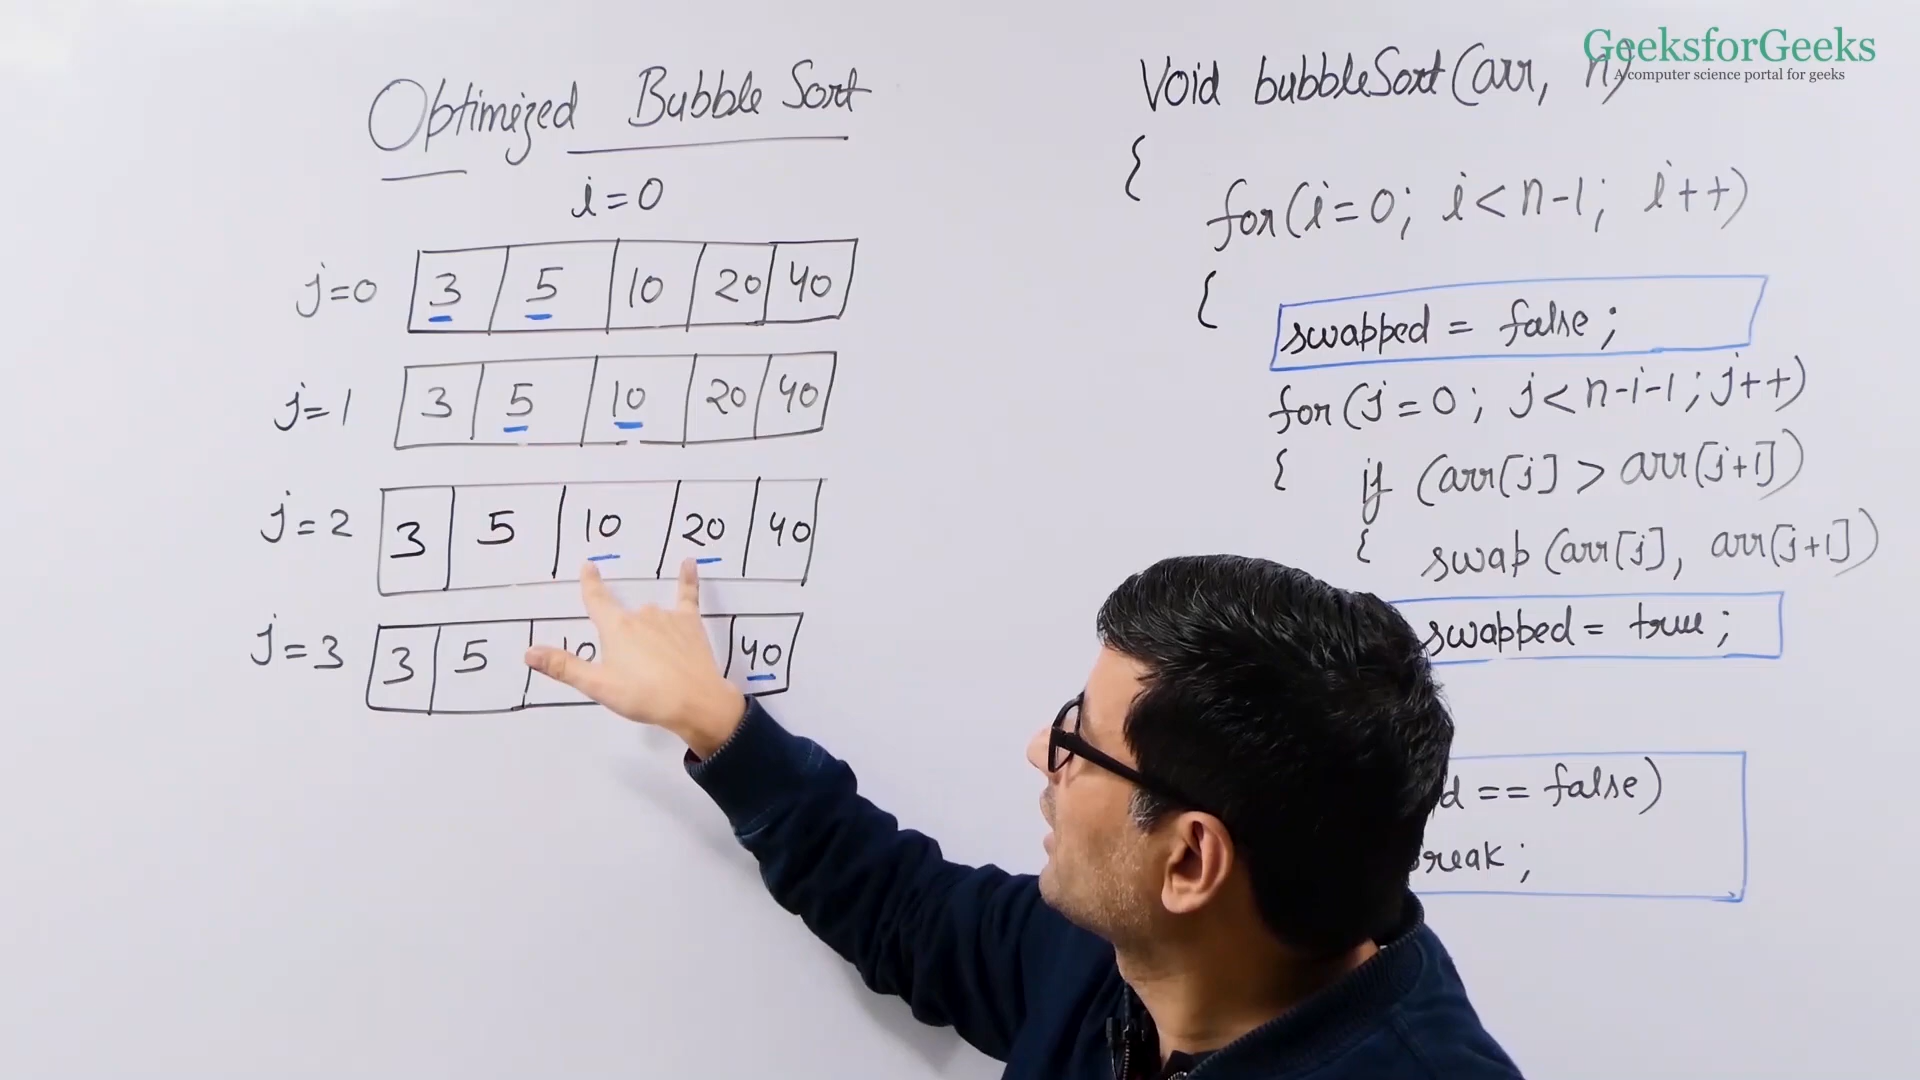 GeeksforGeeks
A computer science portal for geeks
Optimized Bubble Sort
i=0
j=0 3 5 10 20 40
j=1 3 5 10 20 40
j=2 3 5 10 20 40
j=3 3 5 10 40
Void bubbleSort(arr, n)
{
for(i=0; i<n-1; i++)
{
swapped = false;
for(j=0; j<n-i-1; j++)
{ if (arr[j] > arr[j+1])
{ swap(arr[j], arr[j+1])
swapped = true;
== false)